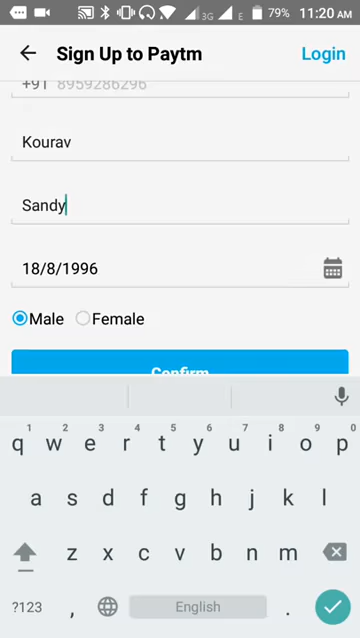 3G E 79% 11:20 AM
Sign Up to Paytm Login
+91 8959286296
Kourav
Sandy
18/8/1996
Male Female
Confirm
1 2 3 4 5 6 7 8 9 0
q w e r t y u i o p
a s d f g h j k l
z x c v b n m
?123 , English .